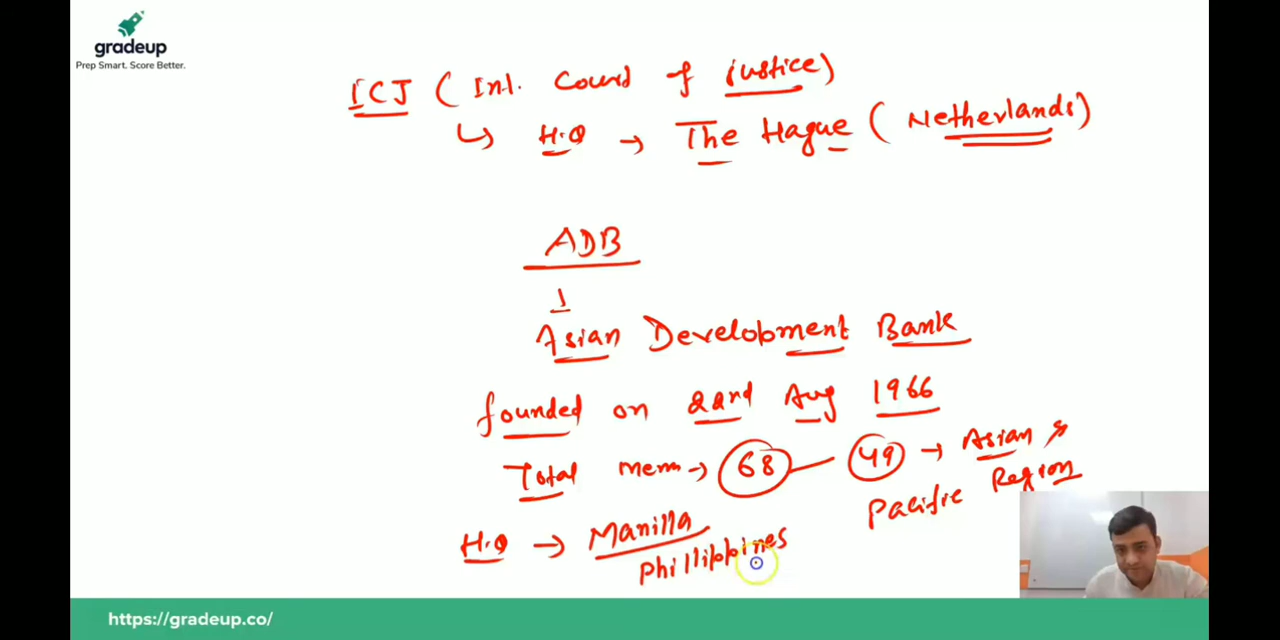 gradeup
Prep Smart. Score Better.
ICJ ( Int. Court of Justice)
↳ H.Q → The Hague ( Netherlands)
ADB
↓
Asian Development Bank
founded on 22nd Aug 1966
Total mem → 68 — 49 → Asian &
Pacific Region
H.Q → Manilla
Phillippines
https://gradeup.co/